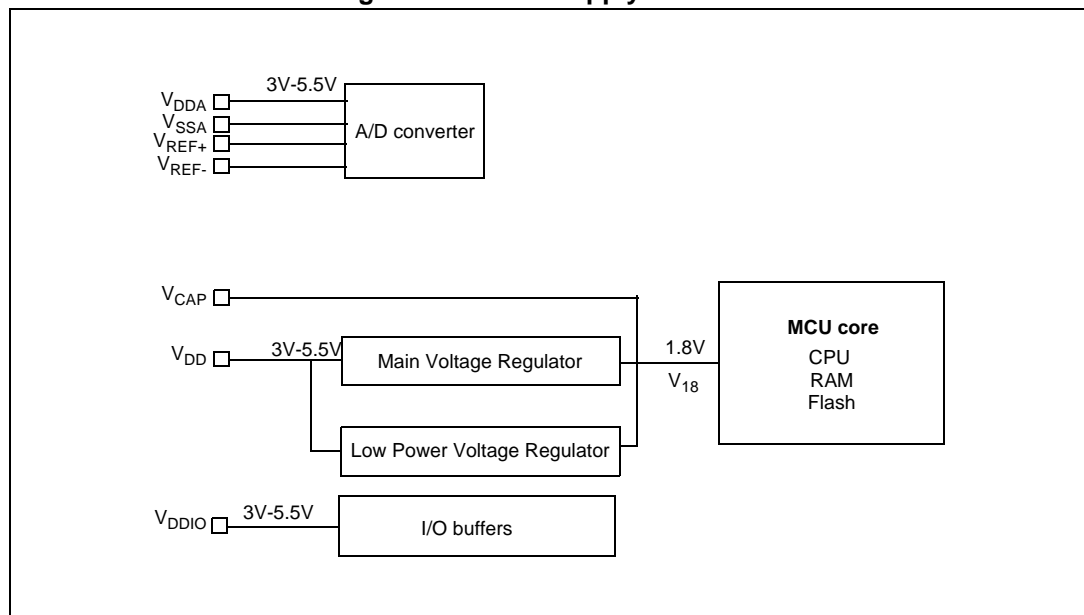 3V-5.5V
VDDA
VSSA
VREF+
VREF-
A/D converter
VCAP
VDD
3V-5.5V
Main Voltage Regulator
Low Power Voltage Regulator
1.8V
V18
MCU core
CPU
RAM
Flash
VDDIO
3V-5.5V
I/O buffers